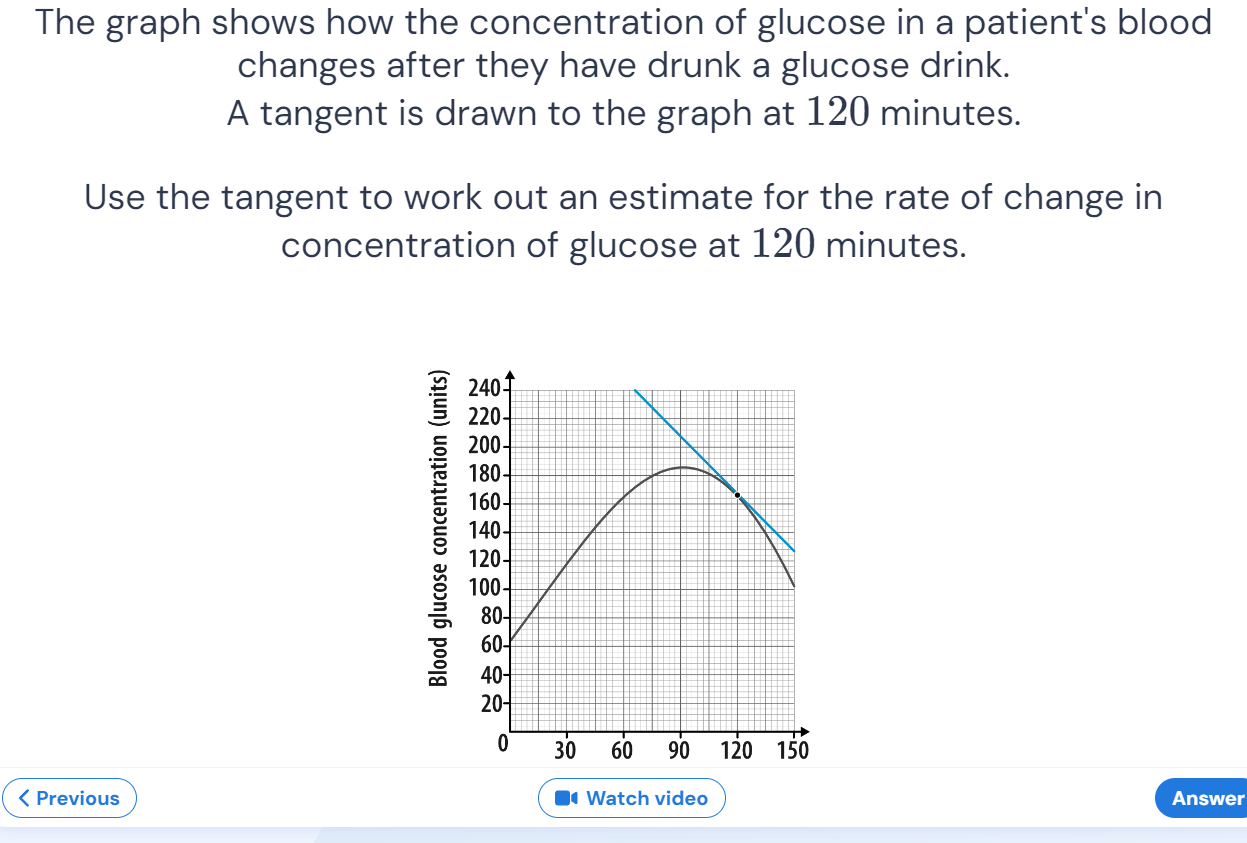 The graph shows how the concentration of glucose in a patient's blood
changes after they have drunk a glucose drink.
A tangent is drawn to the graph at 120 minutes.
Use the tangent to work out an estimate for the rate of change in
concentration of glucose at 120 minutes.
Blood glucose concentration (units)
240
220
200
180
160
140
120
100
80
60
40
20
0 30 60 90 120 150
Previous
Watch video
Answer